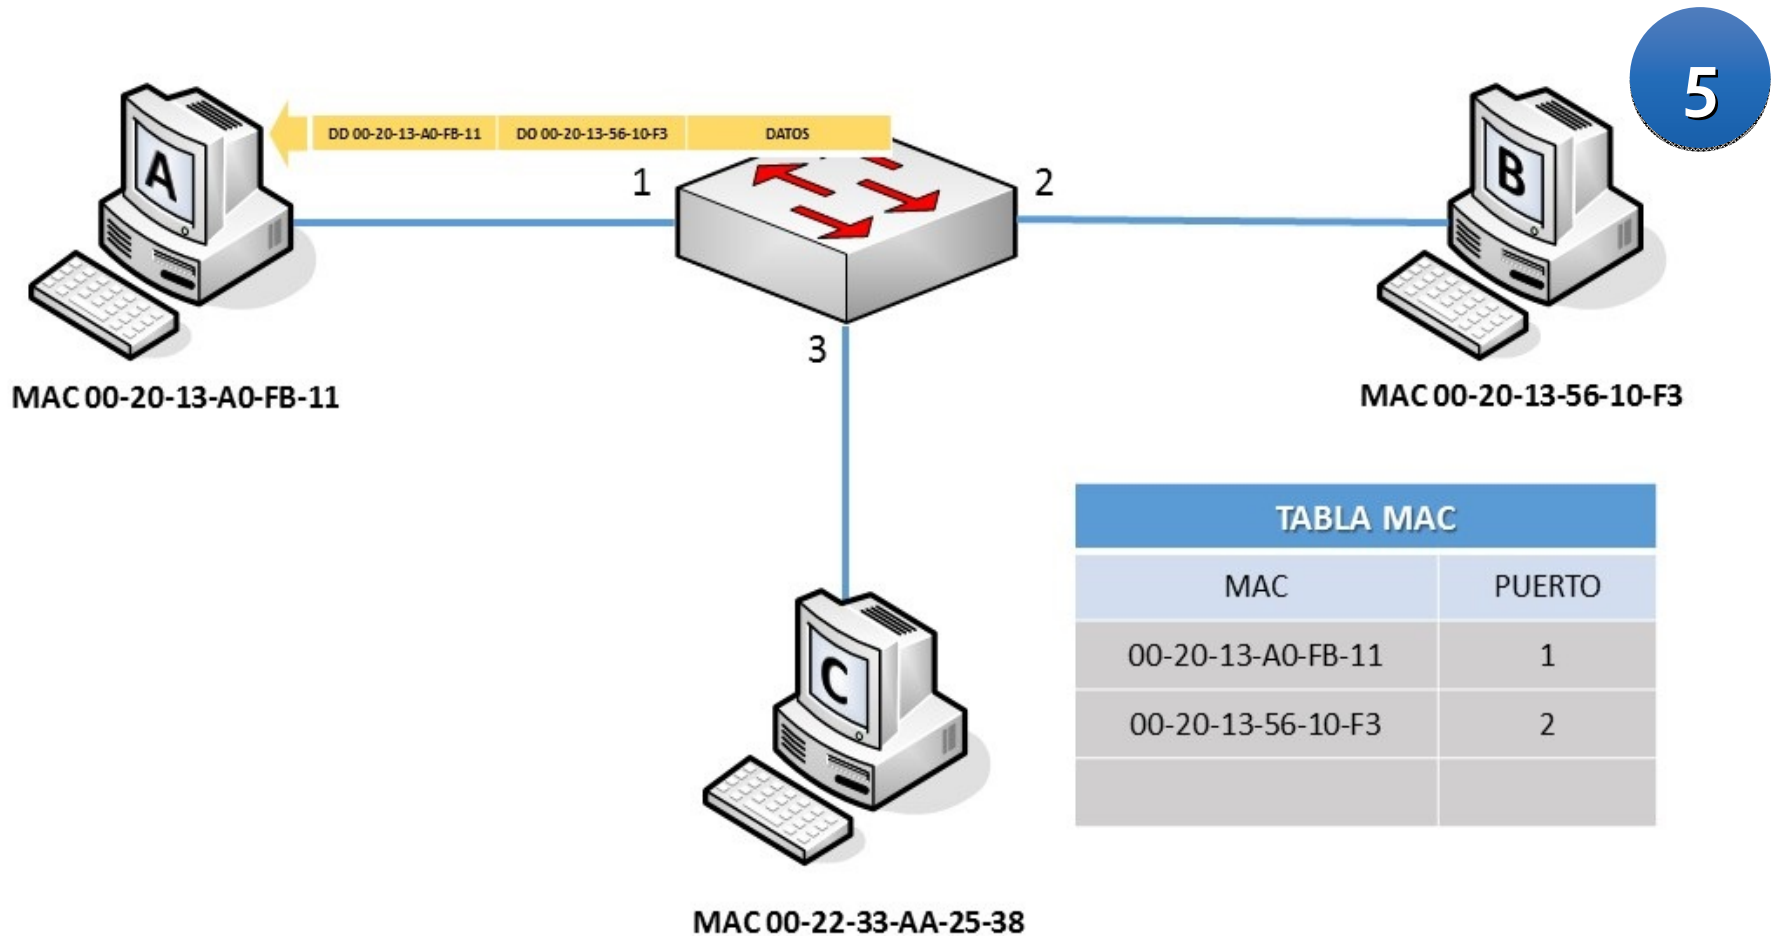 5
DD 00-20-13-A0-FB-11 DO 00-20-13-56-10-F3 DATOS
A
1
2
B
3
MAC 00-20-13-A0-FB-11
MAC 00-20-13-56-10-F3
TABLA MAC
MAC PUERTO
00-20-13-A0-FB-11 1
00-20-13-56-10-F3 2
C
MAC 00-22-33-AA-25-38